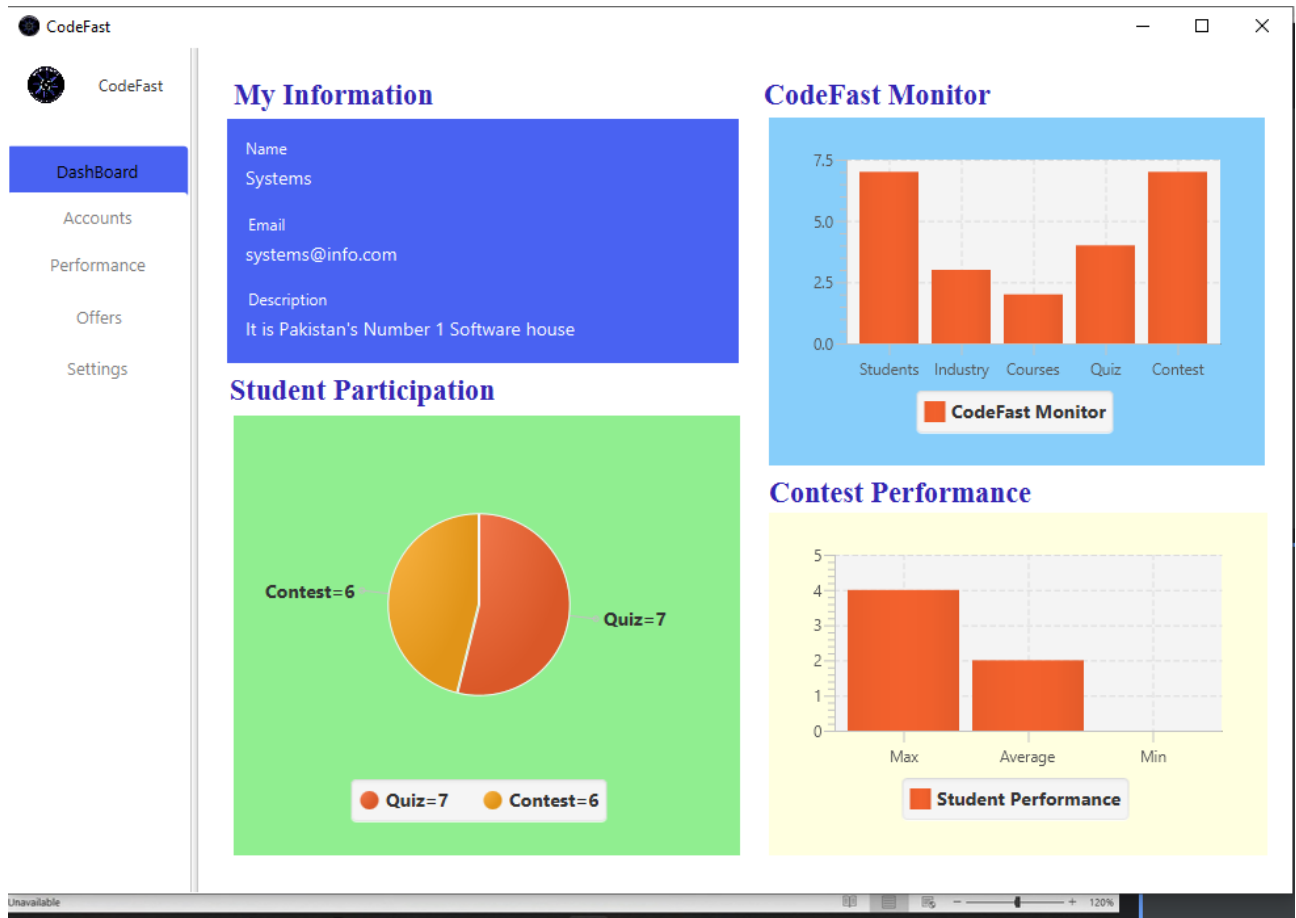 CodeFast
CodeFast
DashBoard
Accounts
Performance
Offers
Settings
My Information
Name
Systems
Email
systems@info.com
Description
It is Pakistan's Number 1 Software house
Student Participation
Contest=6
Quiz=7
Quiz=7 Contest=6
CodeFast Monitor
7.5
5.0
2.5
0.0
Students Industry Courses Quiz Contest
CodeFast Monitor
Contest Performance
5
4
3
2
1
0
Max Average Min
Student Performance
Unavailable
120%